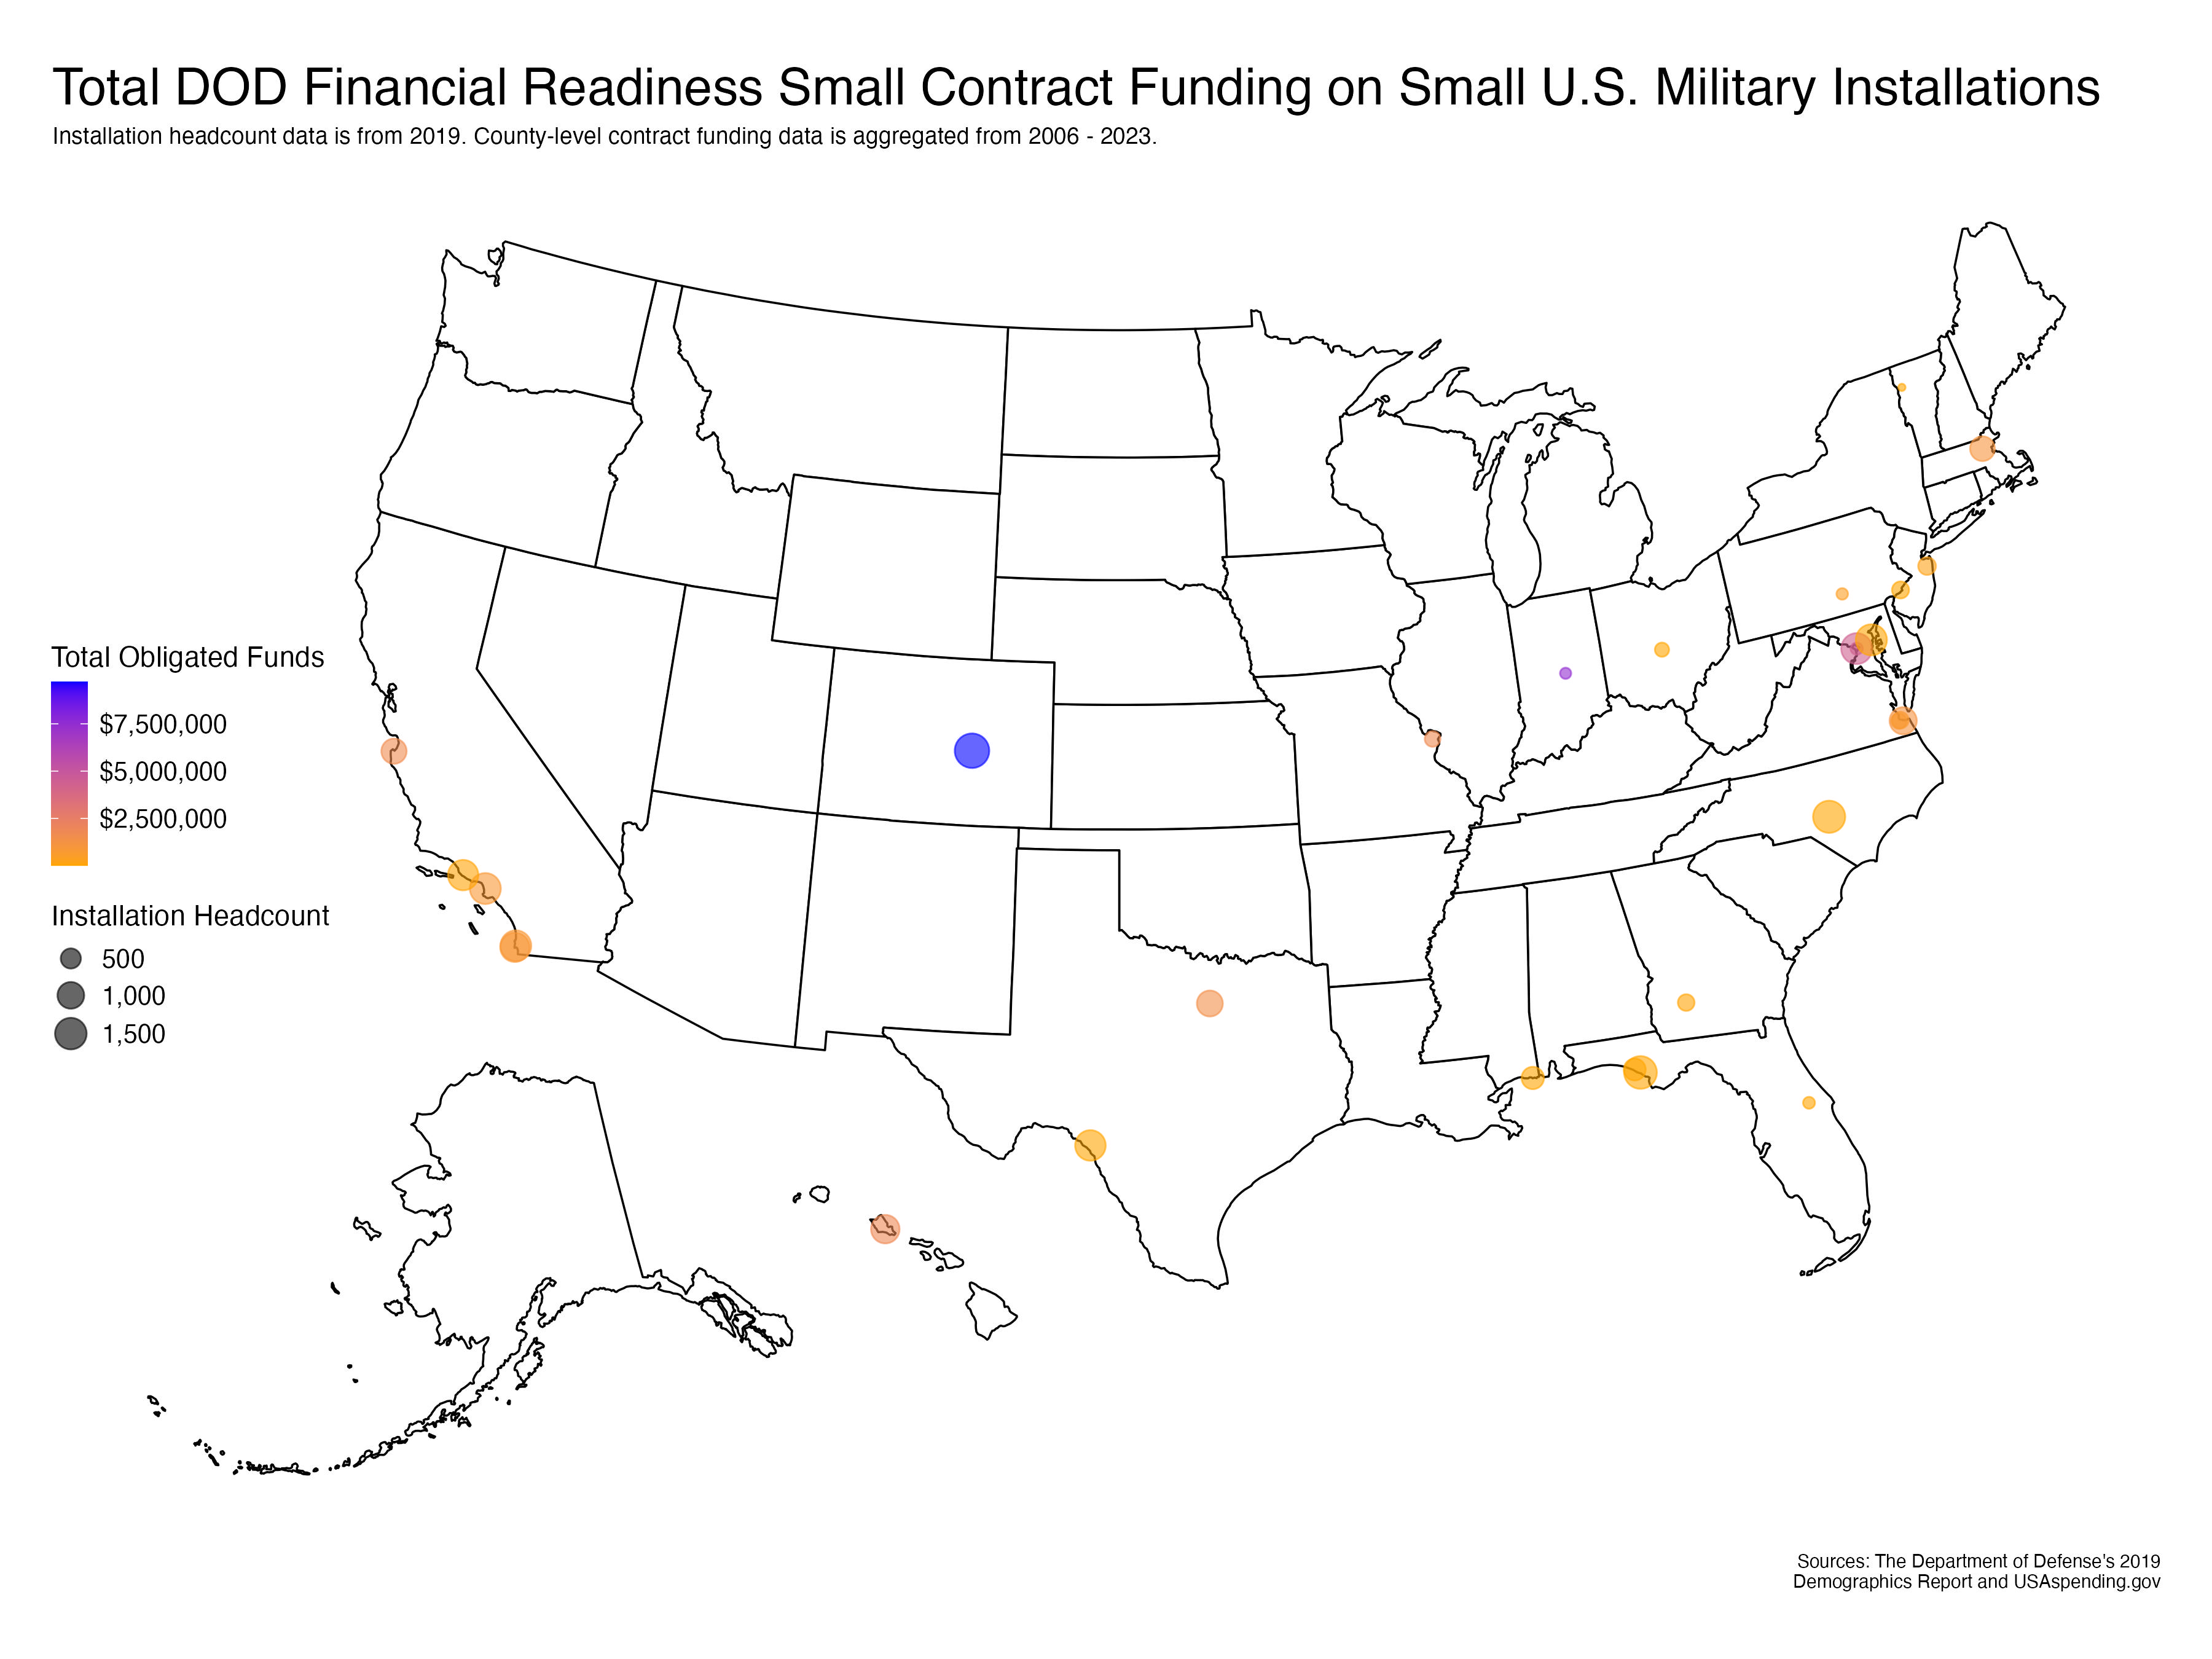 Total DOD Financial Readiness Small Contract Funding on Small U.S. Military Installations
Installation headcount data is from 2019. County-level contract funding data is aggregated from 2006 - 2023.
Total Obligated Funds
$7,500,000
$5,000,000
$2,500,000
Installation Headcount
500
1,000
1,500
Sources: The Department of Defense's 2019
Demographics Report and USAspending.gov